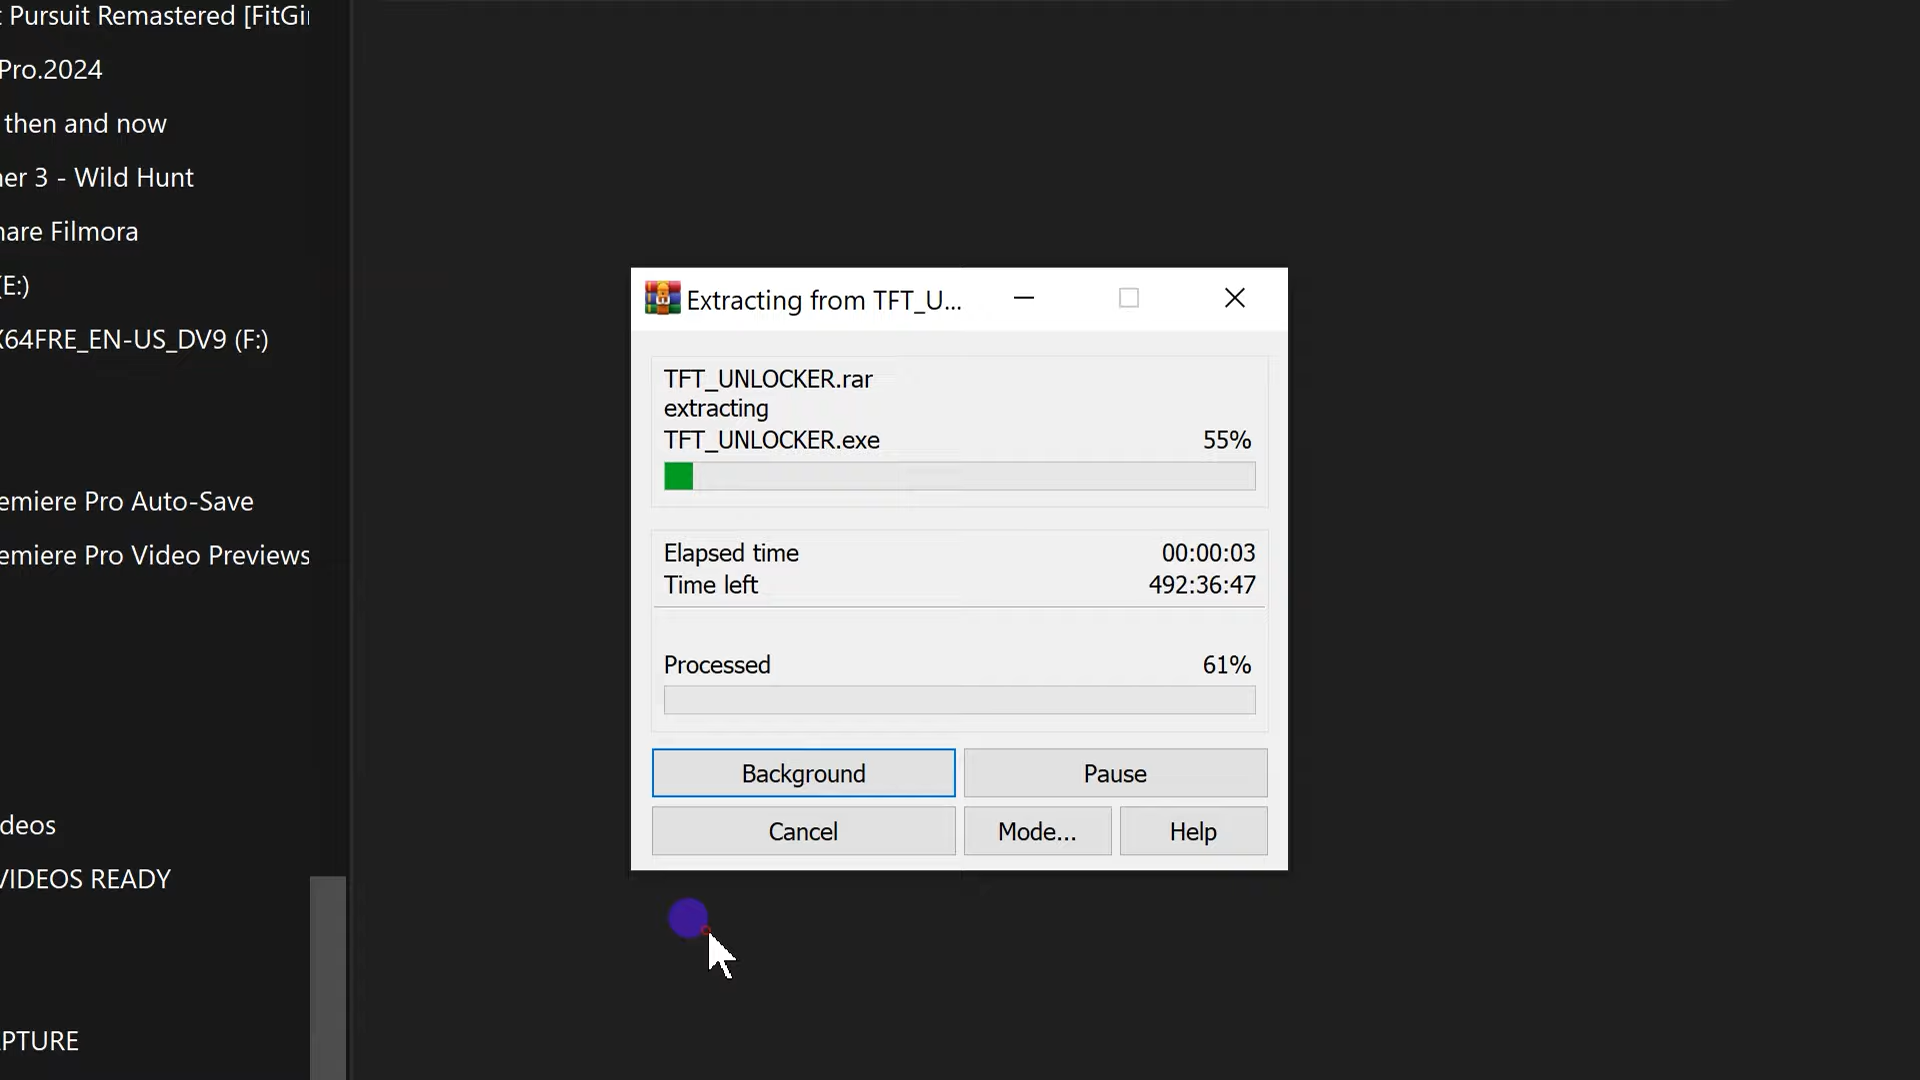 t Pursuit Remastered [FitGi
Pro.2024
then and now
er 3 - Wild Hunt
are Filmora
(E:)
X64FRE_EN-US_DV9 (F:)
emiere Pro Auto-Save
emiere Pro Video Previews
deos
VIDEOS READY
PTURE
Extracting from TFT_U...
TFT_UNLOCKER.rar
extracting
TFT_UNLOCKER.exe 55%
Elapsed time 00:00:03
Time left 492:36:47
Processed 61%
Background Pause
Cancel Mode... Help